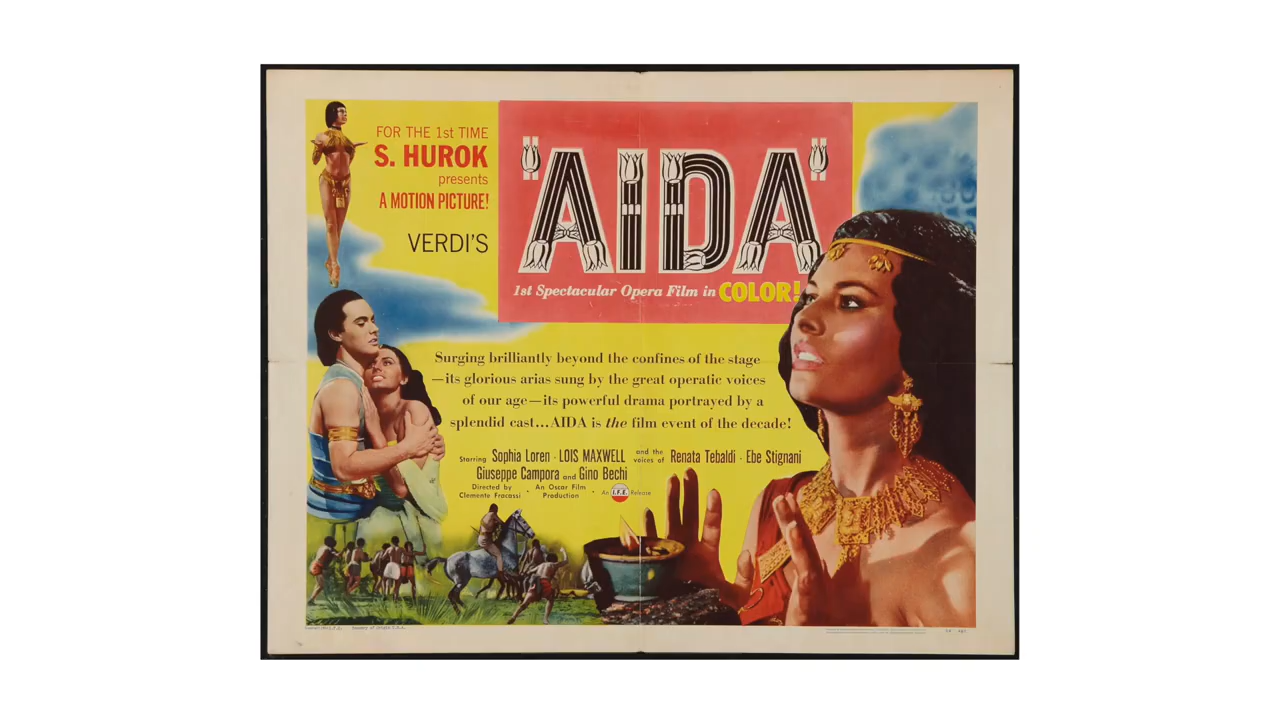 FOR THE 1st TIME
S. HUROK
presents
A MOTION PICTURE!
VERDI'S
"AIDA"
1st Spectacular Opera Film in COLOR!
Surging brilliantly beyond the confines of the stage
—its glorious arias sung by the great operatic voices
of our age—its powerful drama portrayed by a
splendid cast...AIDA is the film event of the decade!
Starring Sophia Loren · LOIS MAXWELL and the voices of Renata Tebaldi · Ebe Stignani
Giuseppe Campora and Gino Bechi
Directed by Clemente Fracassi · An Oscar Film Production · An I.F.E. Release
Country of Origin U.S.A.